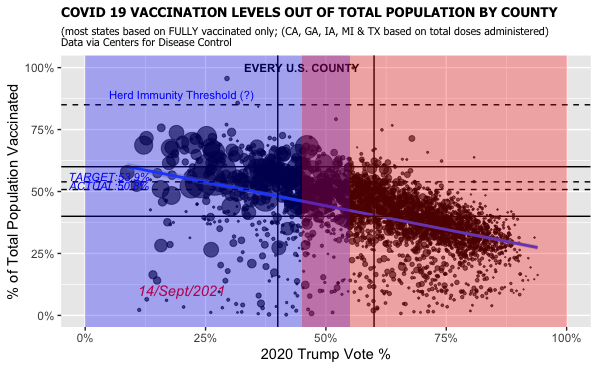 COVID 19 VACCINATION LEVELS OUT OF TOTAL POPULATION BY COUNTY
(most states based on FULLY vaccinated only; (CA, GA, IA, MI & TX based on total doses administered)
Data via Centers for Disease Control
EVERY U.S. COUNTY
Herd Immunity Threshold (?)
TARGET:53.9%
ACTUAL:50.8%
14/Sept/2021
% of Total Population Vaccinated
100%
75%
50%
25%
0%
0%
25%
50%
75%
100%
2020 Trump Vote %